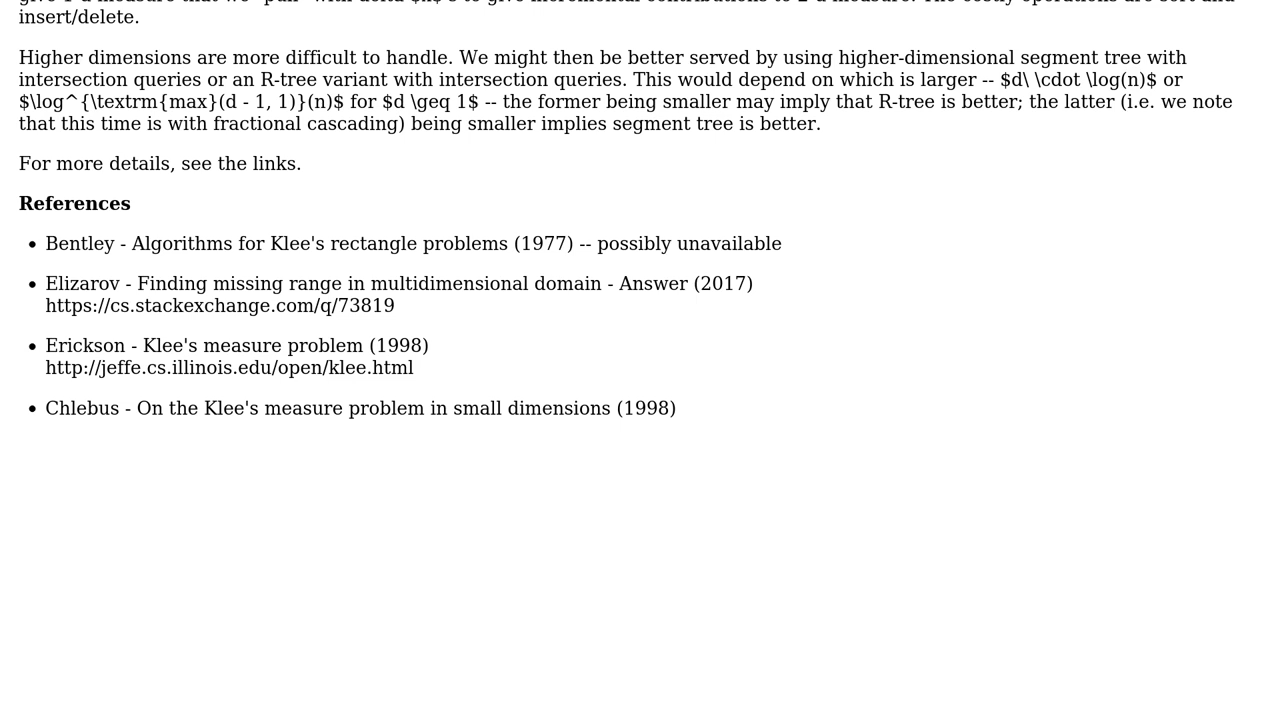 insert/delete.
Higher dimensions are more difficult to handle. We might then be better served by using higher-dimensional segment tree with
intersection queries or an R-tree variant with intersection queries. This would depend on which is larger -- $d\ \cdot \log(n)$ or
$\log^{\textrm{max}(d - 1, 1)}(n)$ for $d \geq 1$ -- the former being smaller may imply that R-tree is better; the latter (i.e. we note
that this time is with fractional cascading) being smaller implies segment tree is better.
For more details, see the links.
References
• Bentley - Algorithms for Klee's rectangle problems (1977) -- possibly unavailable
• Elizarov - Finding missing range in multidimensional domain - Answer (2017)
https://cs.stackexchange.com/q/73819
• Erickson - Klee's measure problem (1998)
http://jeffe.cs.illinois.edu/open/klee.html
• Chlebus - On the Klee's measure problem in small dimensions (1998)